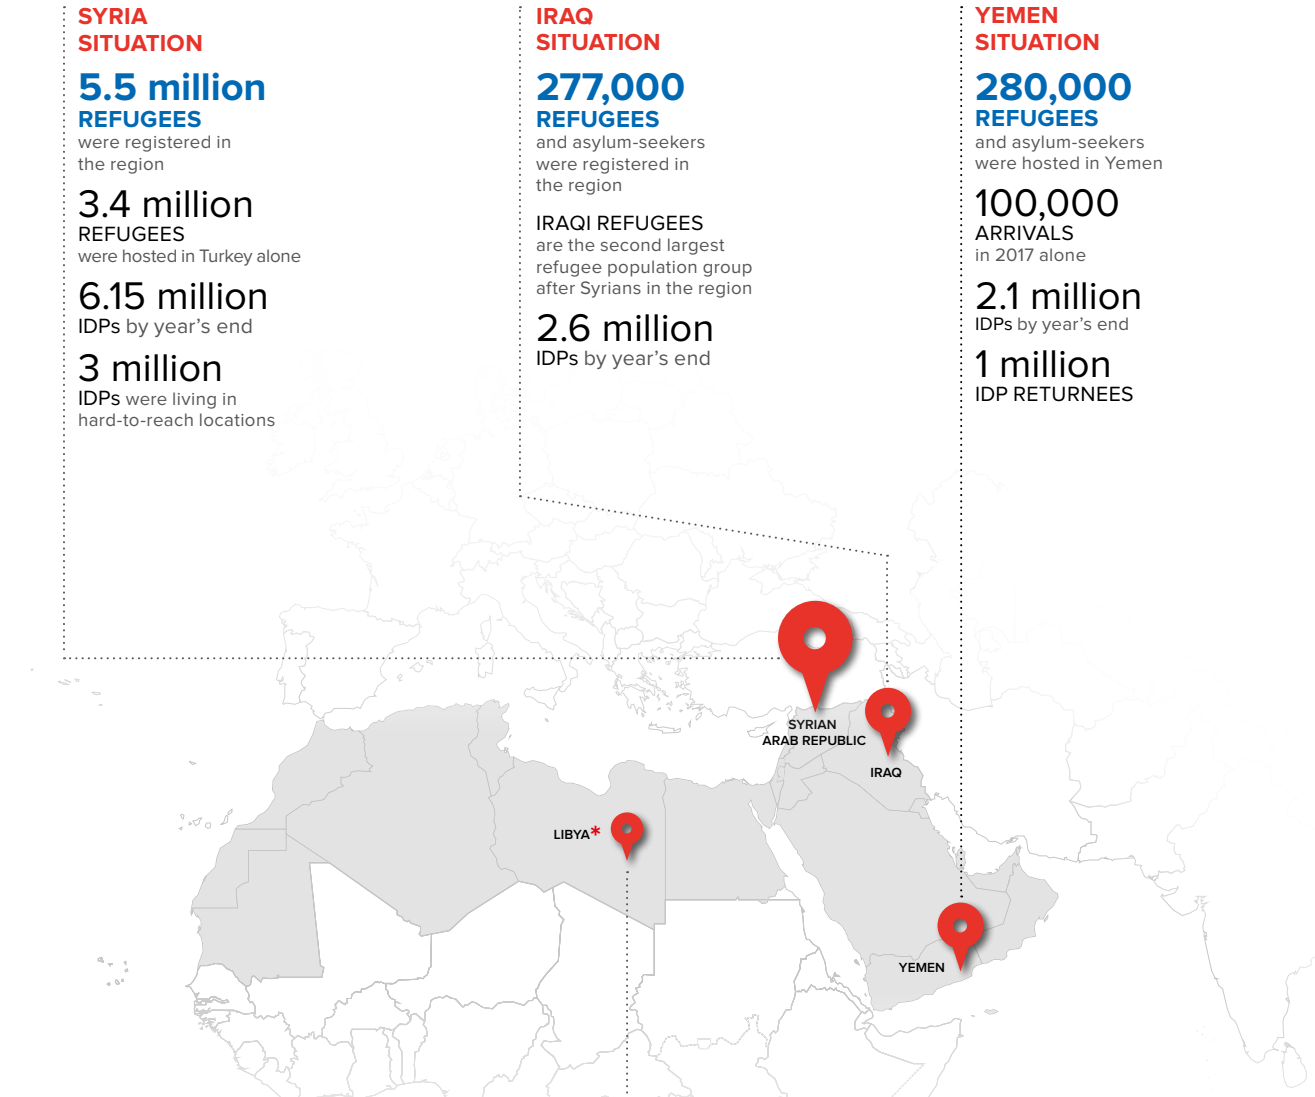 SYRIA
SITUATION
5.5 million
REFUGEES
were registered in
the region
3.4 million
REFUGEES
were hosted in Turkey alone
6.15 million
IDPs by year’s end
3 million
IDPs were living in
hard-to-reach locations
IRAQ
SITUATION
277,000
REFUGEES
and asylum-seekers
were registered in
the region
IRAQI REFUGEES
are the second largest
refugee population group
after Syrians in the region
2.6 million
IDPs by year’s end
YEMEN
SITUATION
280,000
REFUGEES
and asylum-seekers
were hosted in Yemen
100,000
ARRIVALS
in 2017 alone
2.1 million
IDPs by year’s end
1 million
IDP RETURNEES
SYRIAN
ARAB REPUBLIC
IRAQ
LIBYA*
YEMEN